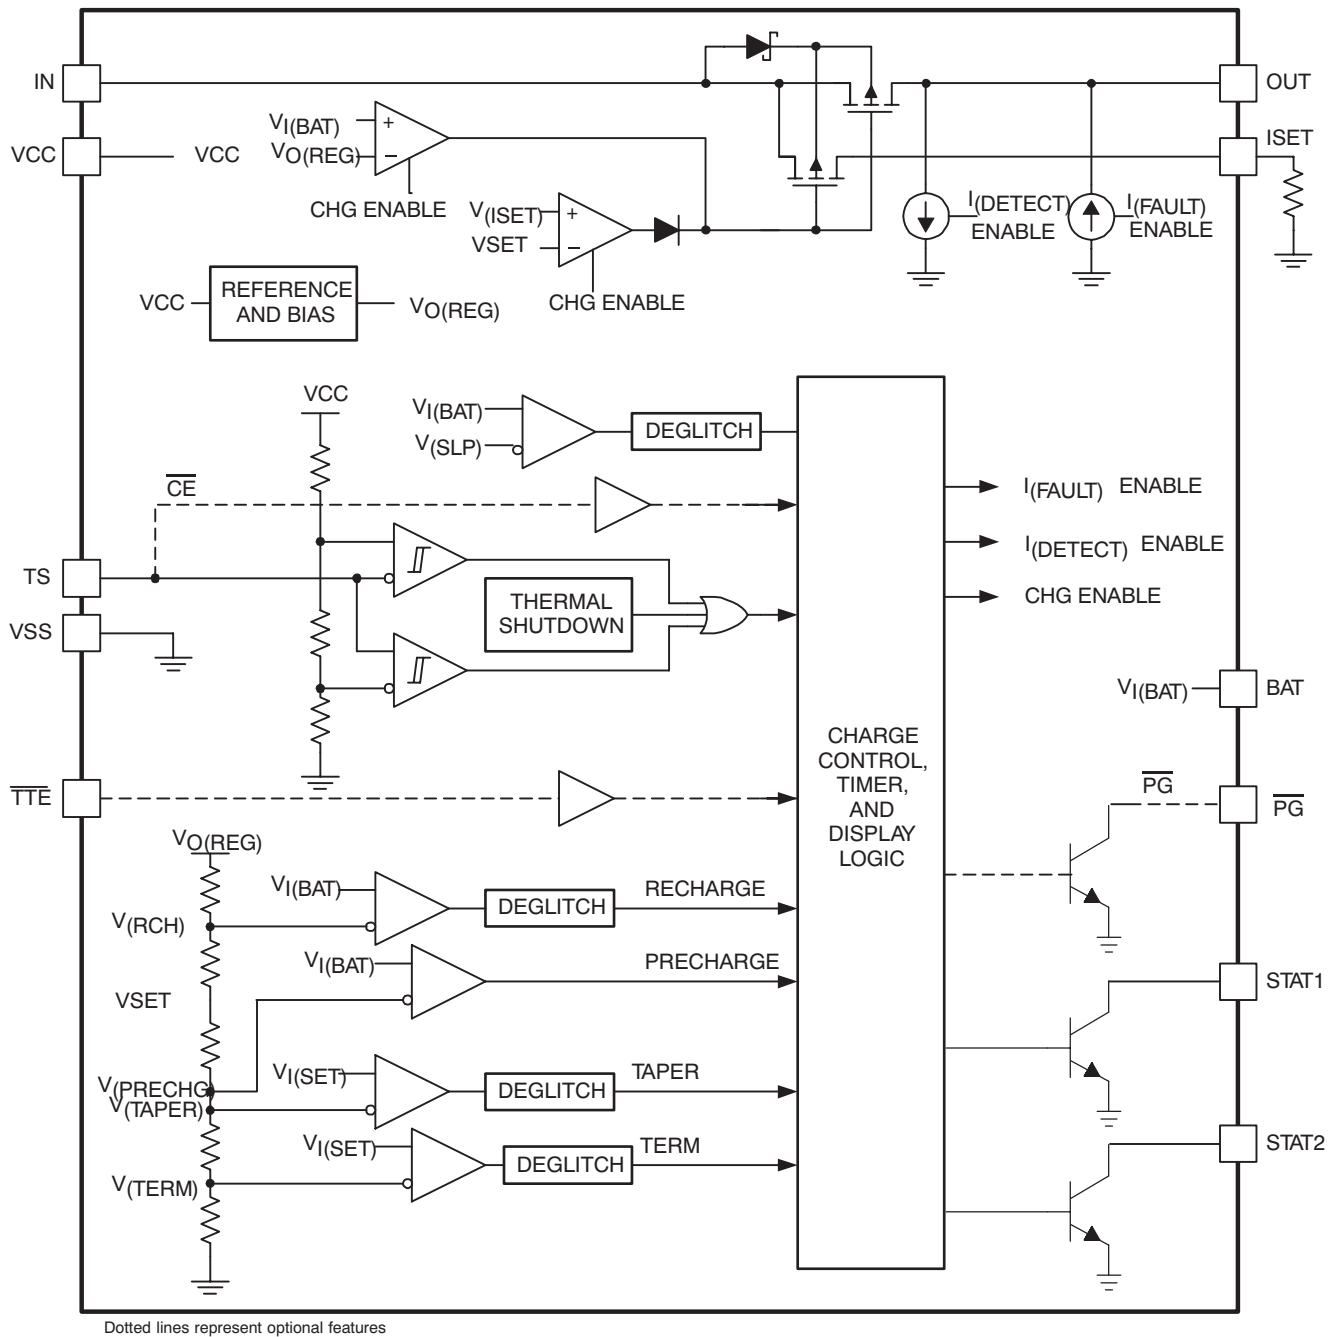 IN
OUT
ISET
VI(BAT)
+
VO(REG)
−
CHG ENABLE
VCC
VCC
V(ISET)
+
VSET
−
CHG ENABLE
I(DETECT)
ENABLE
I(FAULT)
ENABLE
VCC
REFERENCE
AND BIAS
VO(REG)
VCC
VI(BAT)
V(SLP)
DEGLITCH
CE
I(FAULT) ENABLE
I(DETECT) ENABLE
CHG ENABLE
TS
VSS
THERMAL
SHUTDOWN
VI(BAT)
BAT
CHARGE
CONTROL,
TIMER,
AND
DISPLAY
LOGIC
TTE
PG
PG
VO(REG)
VI(BAT)
DEGLITCH
RECHARGE
V(RCH)
VI(BAT)
PRECHARGE
VSET
STAT1
V(PRECHG)
V(TAPER)
VI(SET)
DEGLITCH
TAPER
VI(SET)
DEGLITCH
TERM
V(TERM)
STAT2
Dotted lines represent optional features